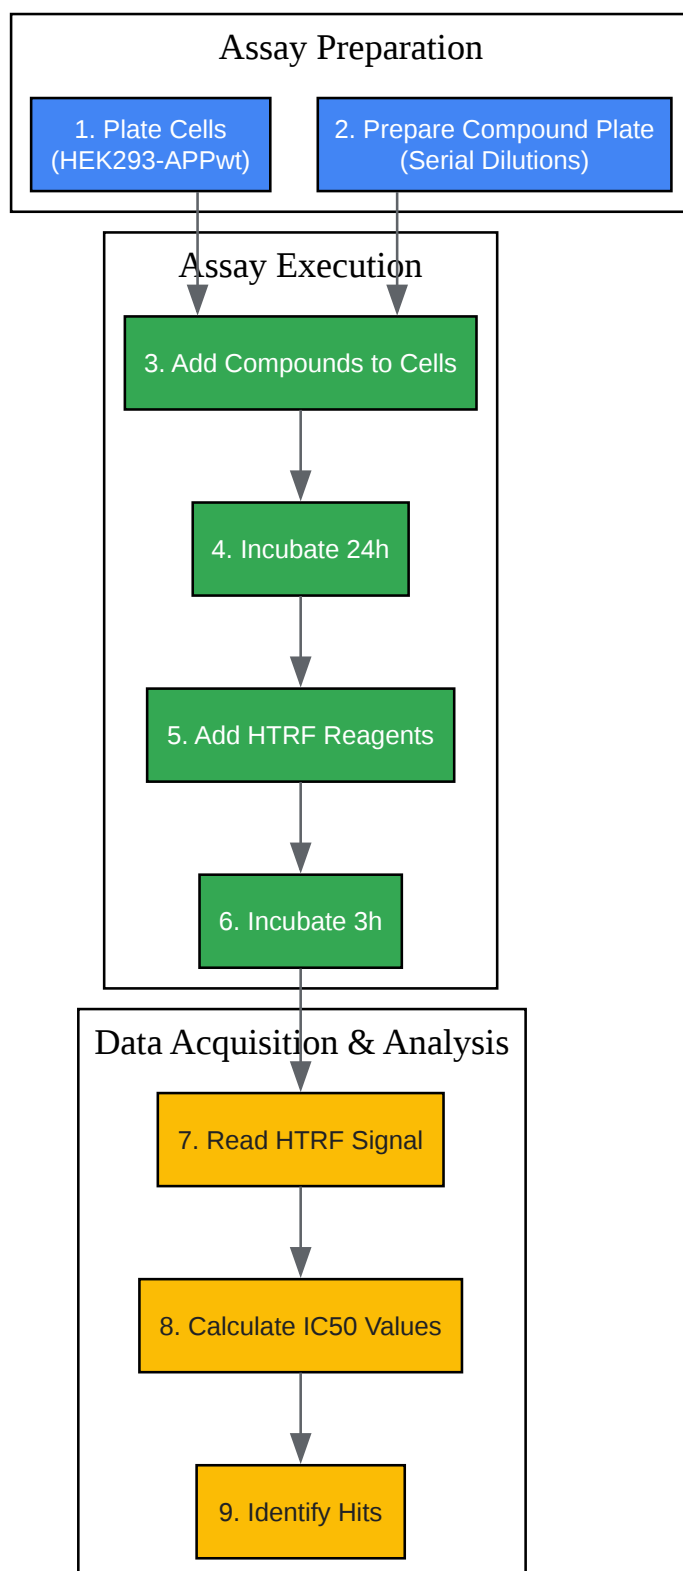 Assay Preparation
1. Plate Cells
(HEK293-APPwt)
2. Prepare Compound Plate
(Serial Dilutions)
Assay Execution
3. Add Compounds to Cells
4. Incubate 24h
5. Add HTRF Reagents
6. Incubate 3h
Data Acquisition & Analysis
7. Read HTRF Signal
8. Calculate IC50 Values
9. Identify Hits